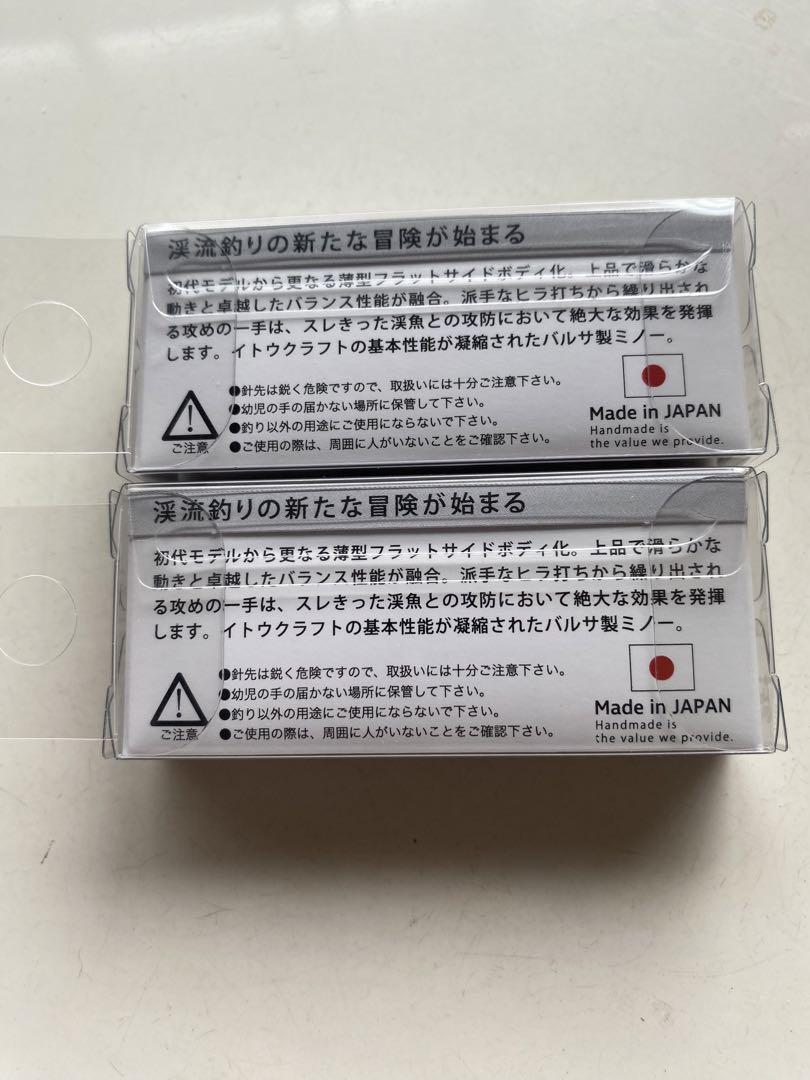 渓流釣りの新たな冒険が始まる
初代モデルから更なる薄型フラットサイドボディ化。上品で滑らかな
動きと卓越したバランス性能が融合。派手なヒラ打ちから繰り出され
る攻めの一手は、スレきった渓魚との攻防において絶大な効果を発揮
します。イトウクラフトの基本性能が凝縮されたバルサ製ミノー。
●針先は鋭く危険ですので、取扱いには十分ご注意下さい。
●幼児の手の届かない場所に保管して下さい。
●釣り以外の用途にご使用にならないで下さい。
●ご使用の際は、周囲に人がいないことをご確認下さい。
ご注意
Made in JAPAN
Handmade is
the value we provide.
渓流釣りの新たな冒険が始まる
初代モデルから更なる薄型フラットサイドボディ化。上品で滑らかな
動きと卓越したバランス性能が融合。派手なヒラ打ちから繰り出され
る攻めの一手は、スレきった渓魚との攻防において絶大な効果を発揮
します。イトウクラフトの基本性能が凝縮されたバルサ製ミノー。
●針先は鋭く危険ですので、取扱いには十分ご注意下さい。
●幼児の手の届かない場所に保管して下さい。
●釣り以外の用途にご使用にならないで下さい。
●ご使用の際は、周囲に人がいないことをご確認下さい。
ご注意
Made in JAPAN
Handmade is
the value we provide.